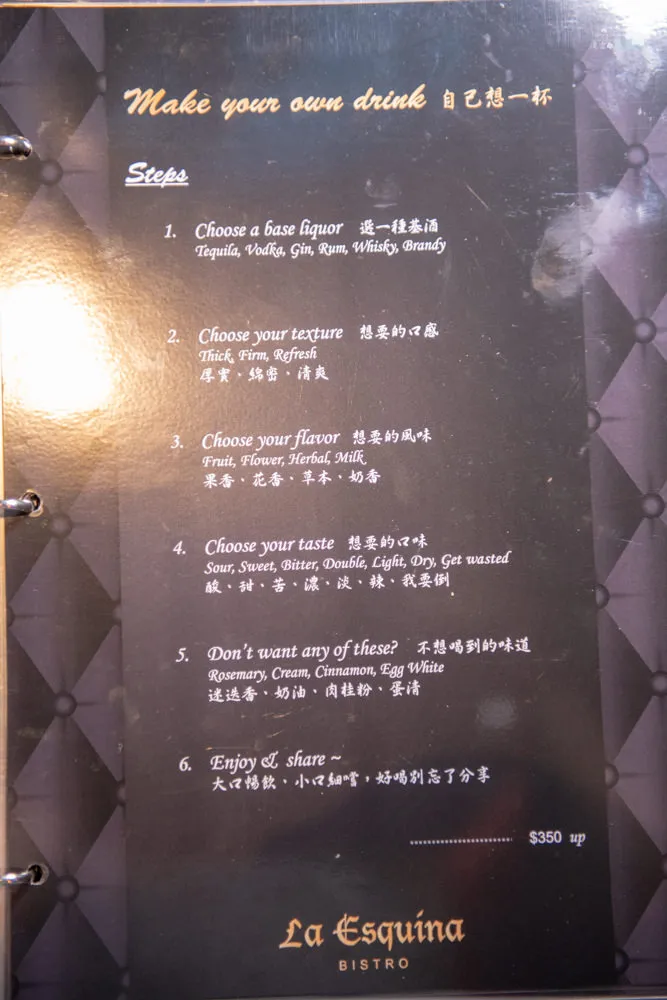 Make your own drink 自己想一杯
Steps
1. Choose a base liquor 選一種基酒
Tequila, Vodka, Gin, Rum, Whisky, Brandy
2. Choose your texture 想要的口感
Thick, Firm, Refresh
厚實、綿密、清爽
3. Choose your flavor 想要的風味
Fruit, Flower, Herbal, Milk
果香、花香、草本、奶香
4. Choose your taste 想要的口味
Sour, Sweet, Bitter, Double, Light, Dry, Get wasted
酸、甜、苦、濃、淡、辣、我要倒
5. Don't want any of these? 不想喝到的味道
Rosemary, Cream, Cinnamon, Egg White
迷迭香、奶油、肉桂粉、蛋清
6. Enjoy & share ~
大口暢飲、小口細嚐，好喝別忘了分享
........................ $350 up
La Esquina
BISTRO